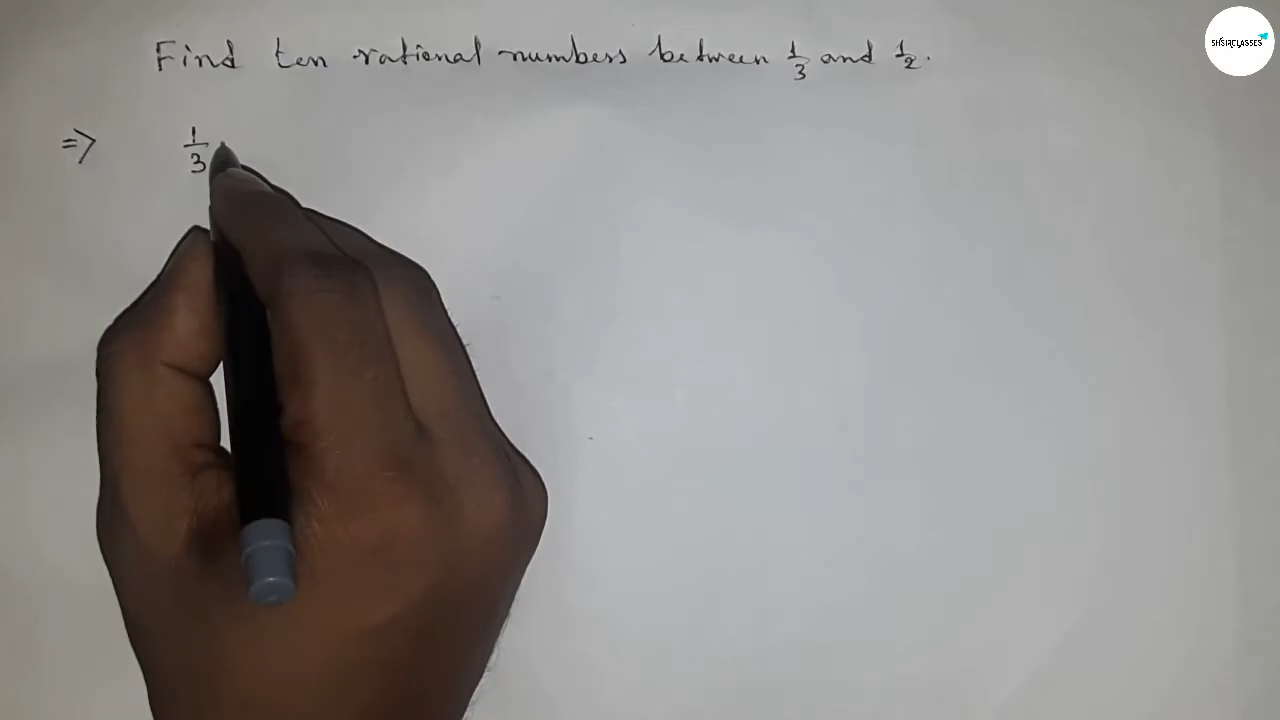 Find ten rational numbers between 1/3 and 1/2.
SHSIRCLASSES
=> 1/3